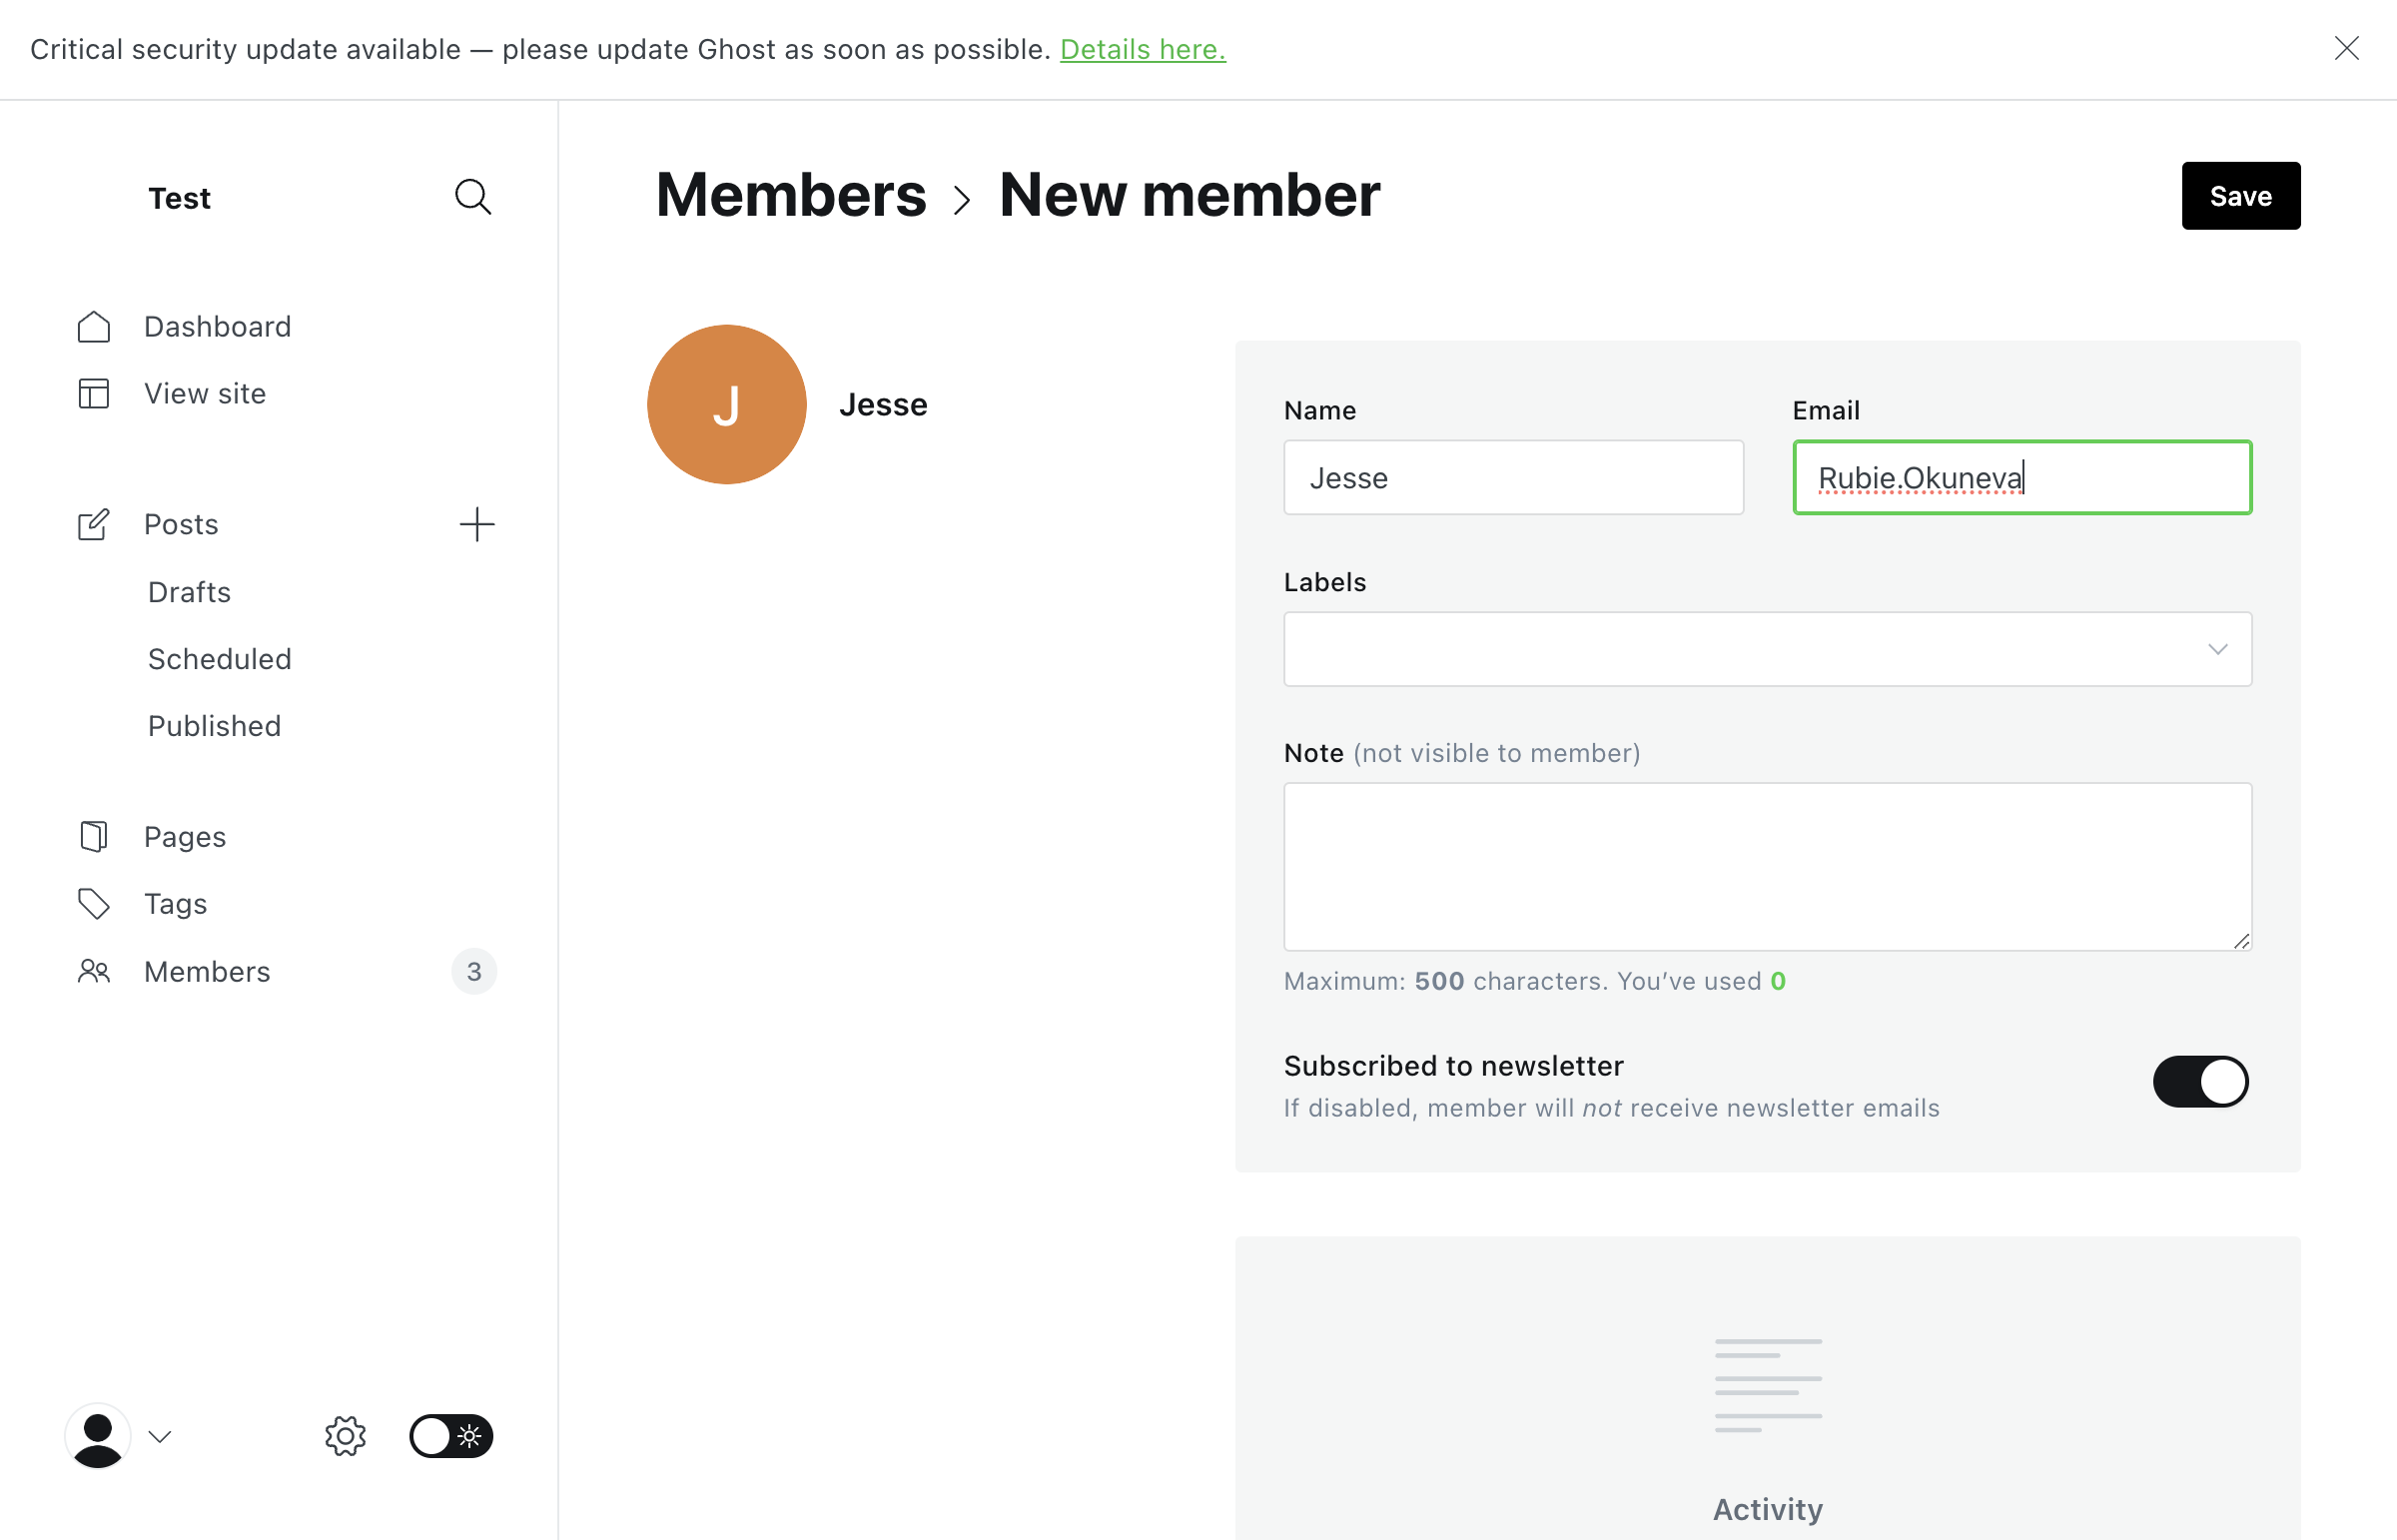 Critical security update available — please update Ghost as soon as possible. Details here.
Test
Dashboard
View site
Posts
Drafts
Scheduled
Published
Pages
Tags
Members 3
Members > New member
Save
J
Jesse
Name
Jesse
Email
Rubie.Okuneva
Labels
Note (not visible to member)
Maximum: 500 characters. You’ve used 0
Subscribed to newsletter
If disabled, member will not receive newsletter emails
Activity